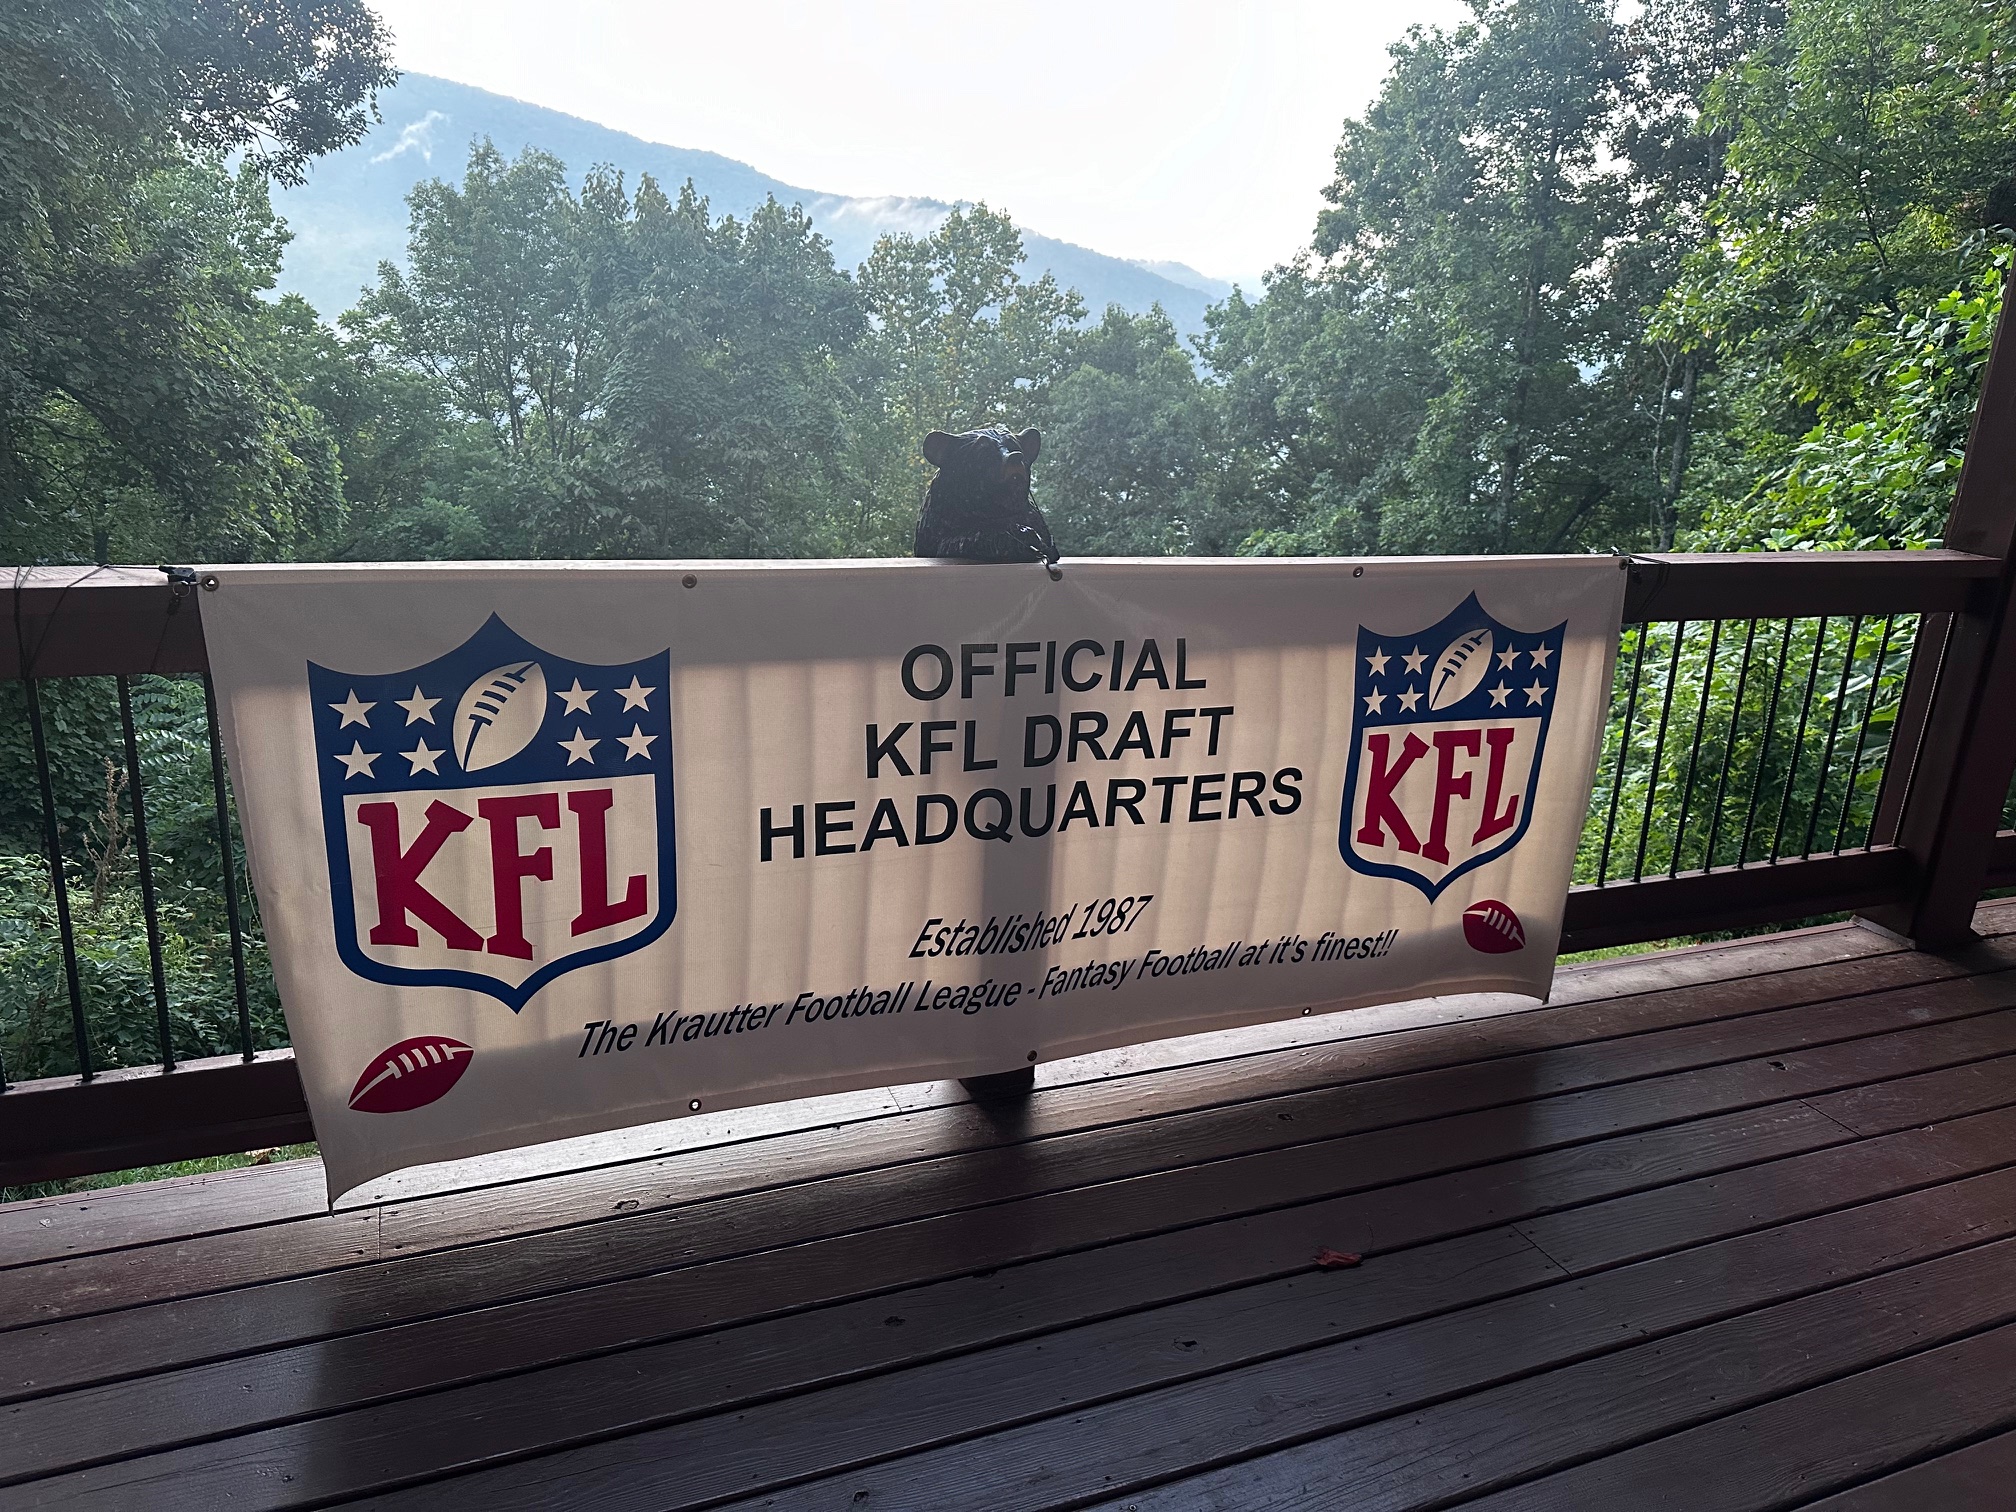 KFL
OFFICIAL
KFL DRAFT
HEADQUARTERS
KFL
Established 1987
The Krautter Football League - Fantasy Football at it's finest!!